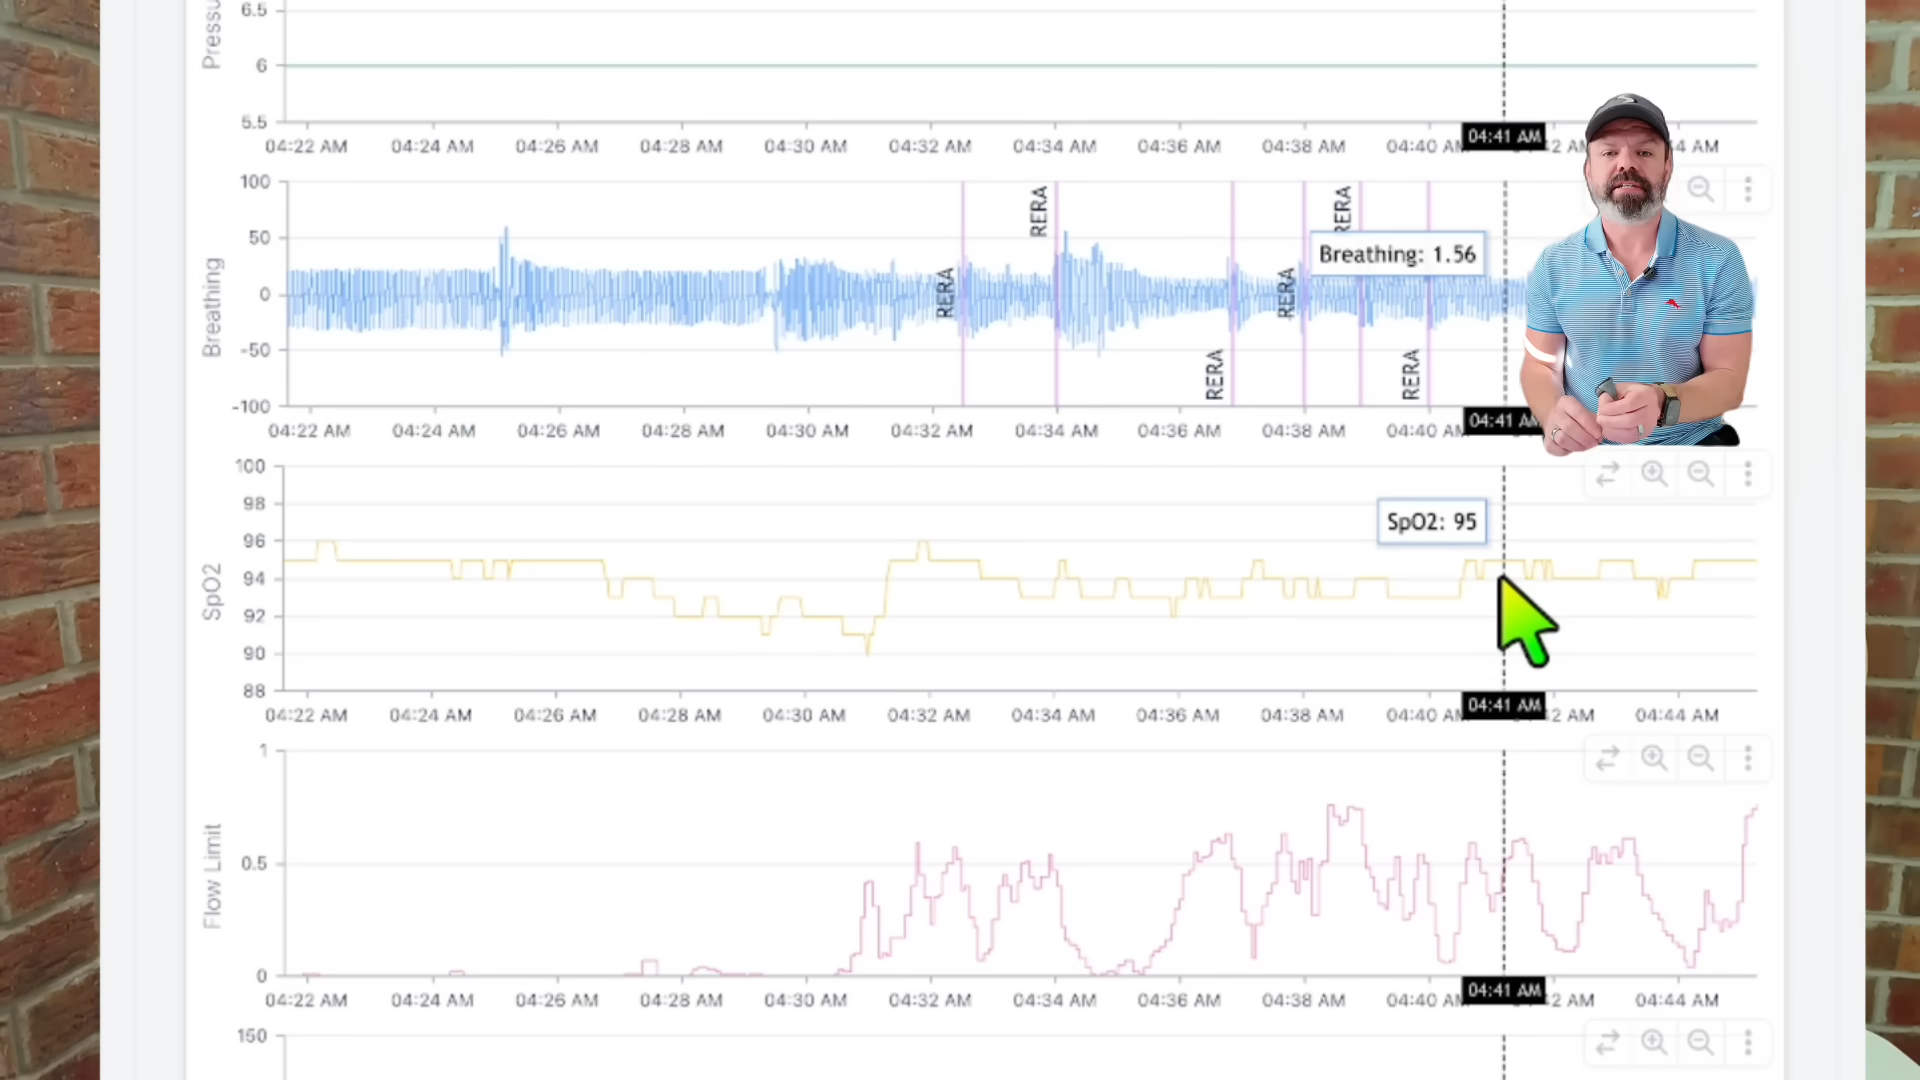 Pressu
6.5
6
5.5
04:22 AM 04:24 AM 04:26 AM 04:28 AM 04:30 AM 04:32 AM 04:34 AM 04:36 AM 04:38 AM 04:40 AM 04:41 AM 2 AM 4 AM
Breathing
100
50
0
-50
-100
RERA
RERA
RERA
RERA
RERA
RERA
Breathing: 1.56
04:22 AM 04:24 AM 04:26 AM 04:28 AM 04:30 AM 04:32 AM 04:34 AM 04:36 AM 04:38 AM 04:40 AM 04:41 AM
SpO2
100
98
96
94
92
90
88
SpO2: 95
04:22 AM 04:24 AM 04:26 AM 04:28 AM 04:30 AM 04:32 AM 04:34 AM 04:36 AM 04:38 AM 04:40 AM 04:41 AM 2 AM 04:44 AM
Flow Limit
1
0.5
0
04:22 AM 04:24 AM 04:26 AM 04:28 AM 04:30 AM 04:32 AM 04:34 AM 04:36 AM 04:38 AM 04:40 AM 04:41 AM 2 AM 04:44 AM
150